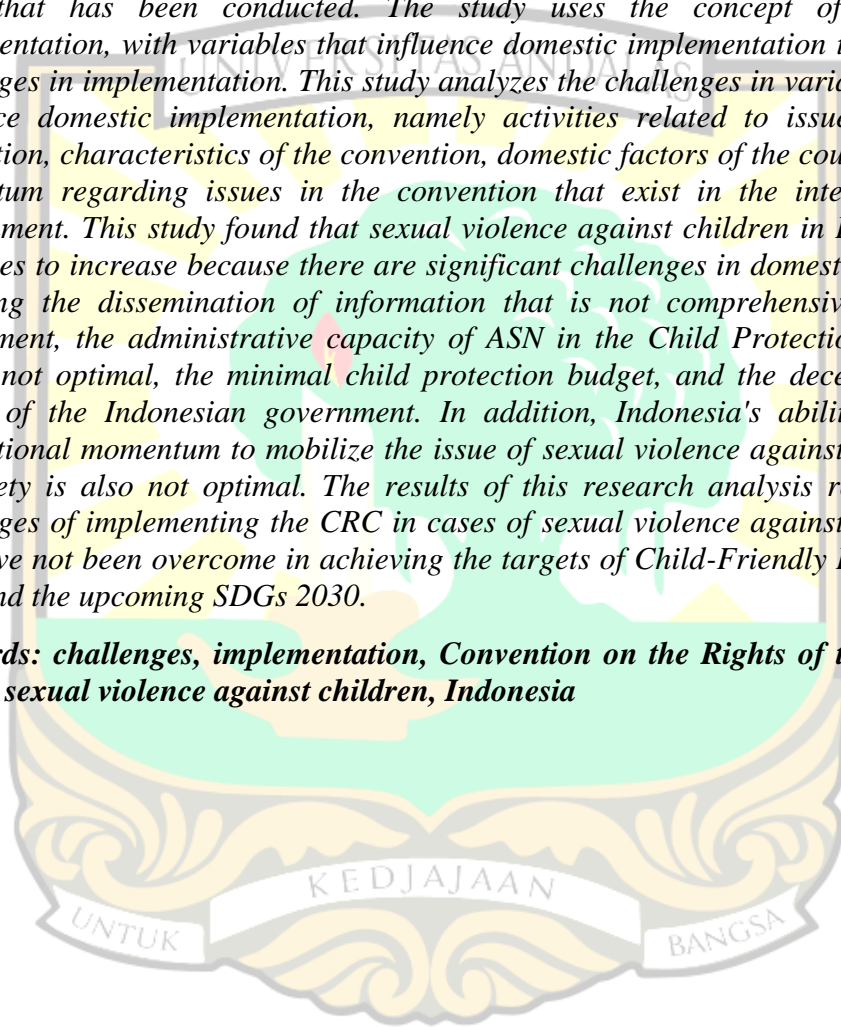 that has been conducted. The study uses the concept of
entation, with variables that influence domestic implementation t
ges in implementation. This study analyzes the challenges in varia
ce domestic implementation, namely activities related to issue
tion, characteristics of the convention, domestic factors of the cou
tum regarding issues in the convention that exist in the inte
ment. This study found that sexual violence against children in I
es to increase because there are significant challenges in domest
ng the dissemination of information that is not comprehensiv
ment, the administrative capacity of ASN in the Child Protectio
not optimal, the minimal child protection budget, and the dece
of the Indonesian government. In addition, Indonesia's abili
tional momentum to mobilize the issue of sexual violence against
ety is also not optimal. The results of this research analysis r
ges of implementing the CRC in cases of sexual violence against
ve not been overcome in achieving the targets of Child-Friendly I
nd the upcoming SDGs 2030.
rds: challenges, implementation, Convention on the Rights of t
sexual violence against children, Indonesia
UNIVERSITAS ANDALAS
UNTUK KEDJAJAAN BANGSA